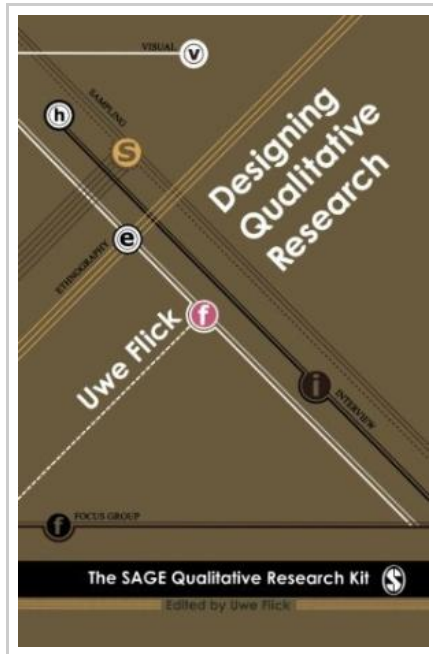 VISUAL v
SAMPLING
h
s
Designing
Qualitative
Research
e
ETHNOGRAPHY
f
Uwe Flick
i
INTERVIEW
f FOCUS GROUP
The SAGE Qualitative Research Kit S
Edited by Uwe Flick